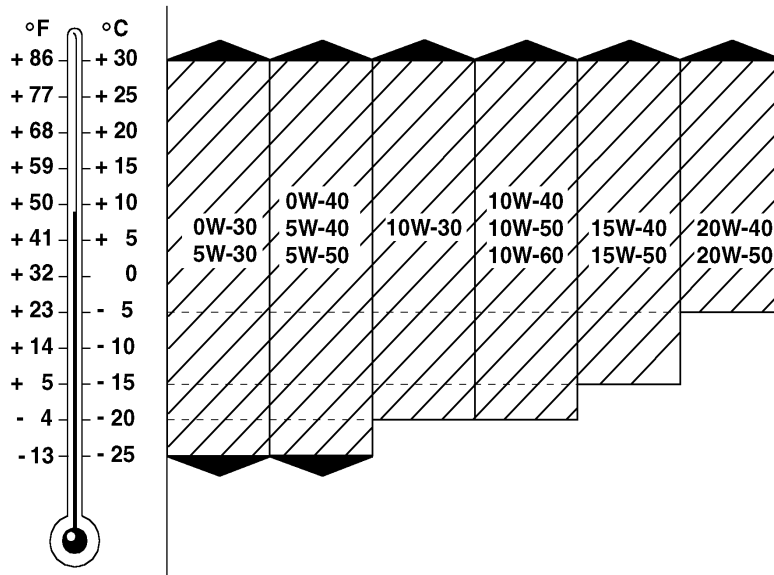 °F °C
+ 86 + 30
+ 77 + 25
+ 68 + 20
+ 59 + 15
+ 50 + 10
+ 41 + 5
+ 32 0
+ 23 - 5
+ 14 - 10
+ 5 - 15
- 4 - 20
- 13 - 25
0W-30
5W-30
0W-40
5W-40
5W-50
10W-30
10W-40
10W-50
10W-60
15W-40
15W-50
20W-40
20W-50